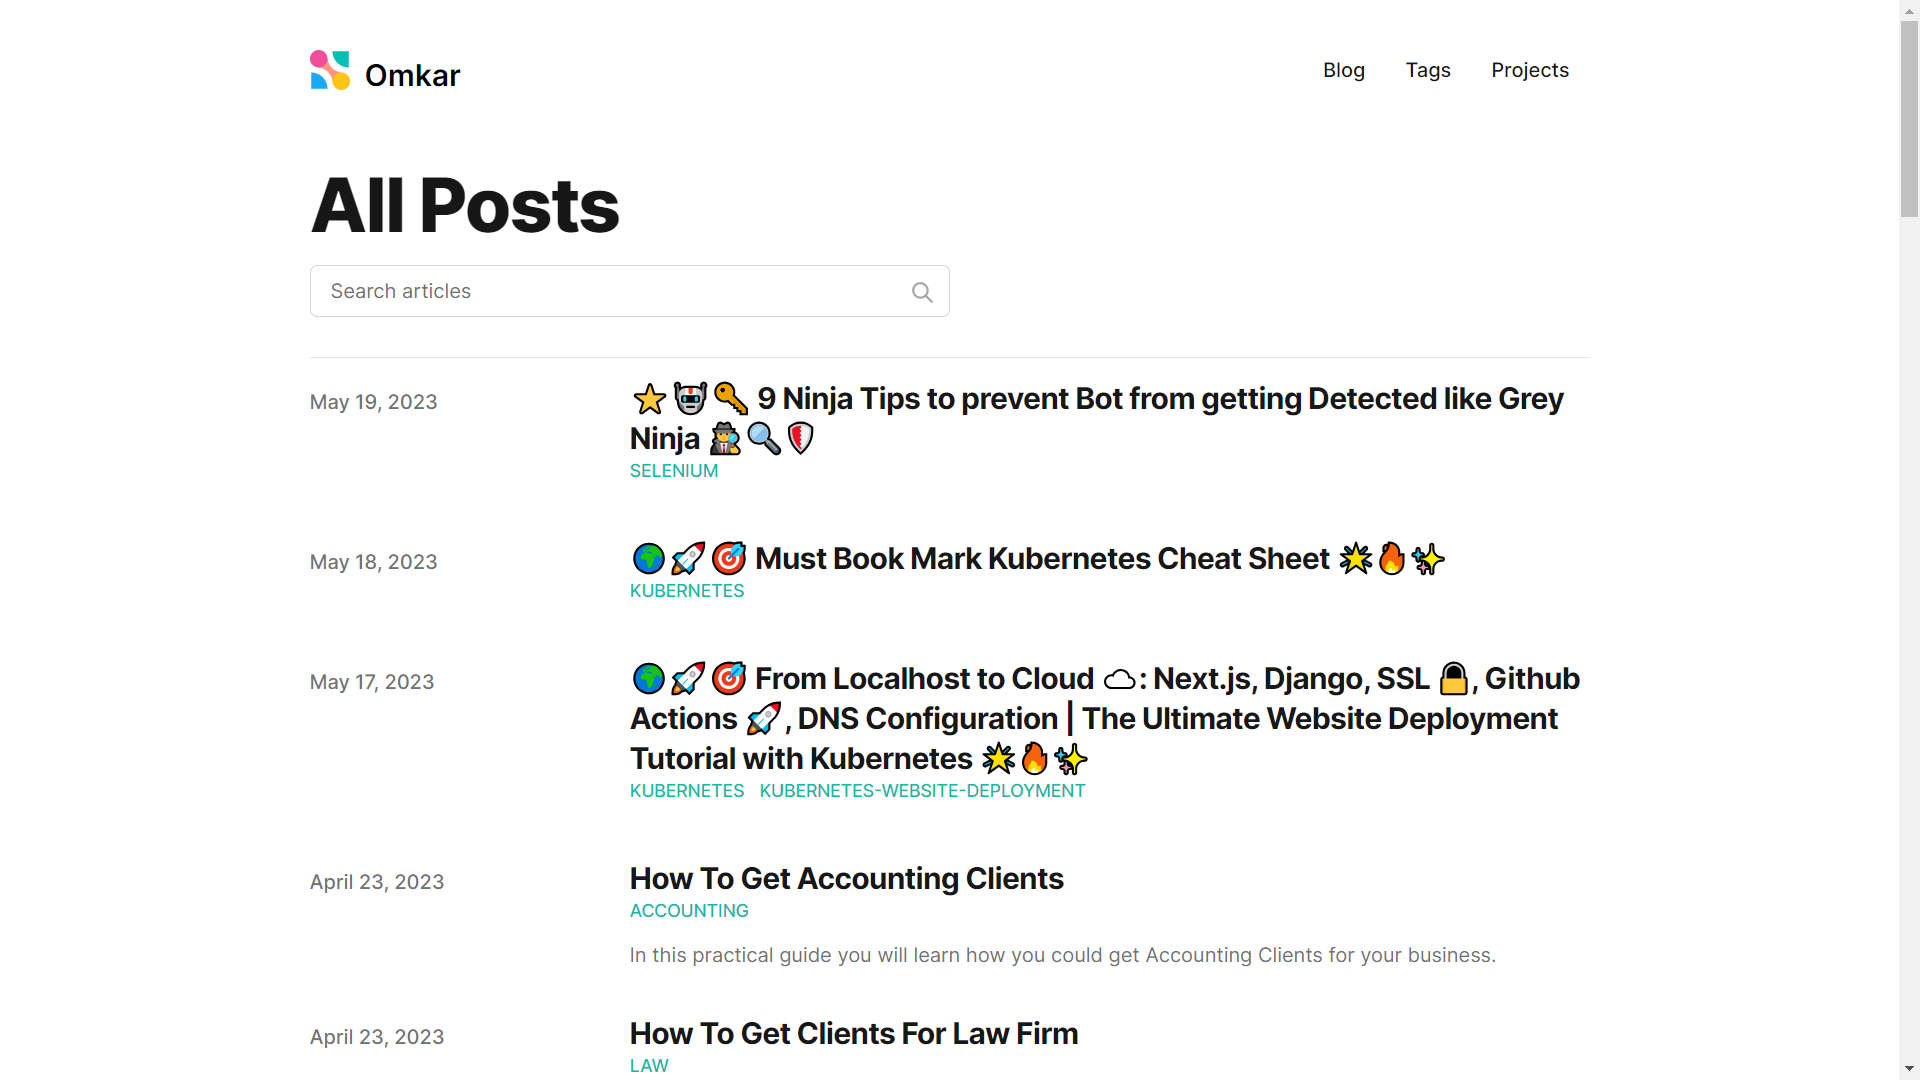 Omkar
Blog Tags Projects
All Posts
Search articles
May 19, 2023
⭐🤖🔑 9 Ninja Tips to prevent Bot from getting Detected like Grey
Ninja 🕵️🔍🛡️
SELENIUM
May 18, 2023
🌍🚀🎯 Must Book Mark Kubernetes Cheat Sheet 🌟🔥✨
KUBERNETES
May 17, 2023
🌍🚀🎯 From Localhost to Cloud ☁: Next.js, Django, SSL 🔒, Github
Actions 🚀, DNS Configuration | The Ultimate Website Deployment
Tutorial with Kubernetes 🌟🔥✨
KUBERNETES KUBERNETES-WEBSITE-DEPLOYMENT
April 23, 2023
How To Get Accounting Clients
ACCOUNTING
In this practical guide you will learn how you could get Accounting Clients for your business.
April 23, 2023
How To Get Clients For Law Firm
LAW